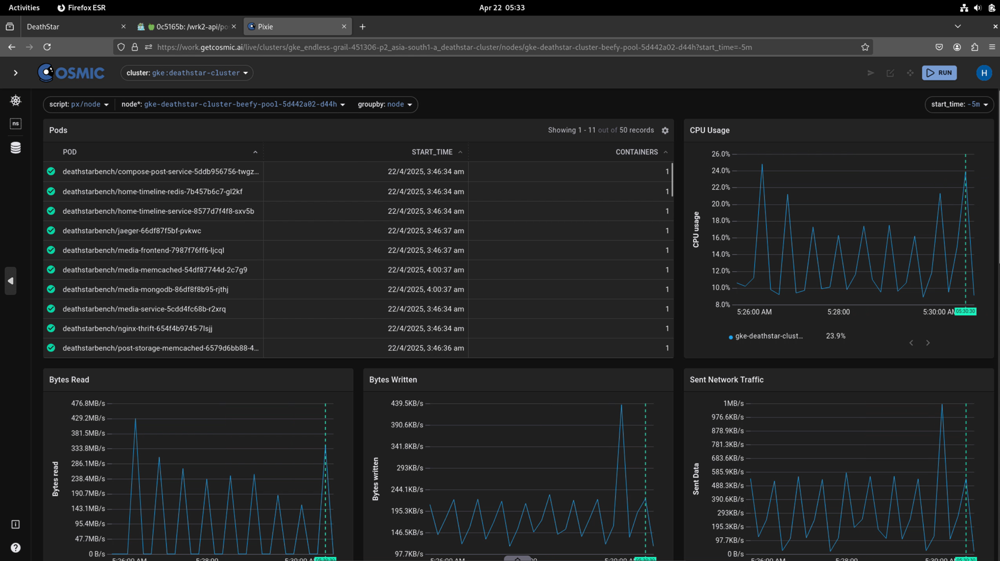 Activities Firefox ESR Apr 22 05:33
DeathStar 0c5165b: /wrk2-api/po Pixie
https://work.getcosmic.ai/live/clusters/gke_endless-grail-451306-p2_asia-south1-a_deathstar-cluster/nodes/gke-deathstar-cluster-beefy-pool-5d442a02-d44h?start_time=-5m
COSMIC cluster: gke:deathstar-cluster RUN H
script: px/node node*: gke-deathstar-cluster-beefy-pool-5d442a02-d44h groupby: node start_time: -5m
ns
Pods Showing 1 - 11 out of 50 records
POD START_TIME CONTAINERS
deathstarbench/compose-post-service-5ddb956756-twgz... 22/4/2025, 3:46:34 am 1
deathstarbench/home-timeline-redis-7b457b6c7-gl2kf 22/4/2025, 3:46:34 am 1
deathstarbench/home-timeline-service-8577d7f4f8-sxv5b 22/4/2025, 3:46:34 am 1
deathstarbench/jaeger-66df87f5bf-pvkwc 22/4/2025, 3:46:37 am 1
deathstarbench/media-frontend-7987f76ff6-ljcql 22/4/2025, 3:46:37 am 1
deathstarbench/media-memcached-54df87744d-2c7g9 22/4/2025, 4:00:37 am 1
deathstarbench/media-mongodb-86df8f8b95-rjthj 22/4/2025, 4:00:37 am 1
deathstarbench/media-service-5cdd4fc68b-r2xrq 22/4/2025, 3:46:34 am 1
deathstarbench/nginx-thrift-654f4b9745-7lsjj 22/4/2025, 3:46:34 am 1
deathstarbench/post-storage-memcached-6579d6bb88-4... 22/4/2025, 3:46:36 am 1
CPU Usage
CPU usage
26.0%
24.0%
22.0%
20.0%
18.0%
16.0%
14.0%
12.0%
10.0%
8.0%
5:26:00 AM 5:28:00 5:30:00 AM 05:30:30
gke-deathstar-clust... 23.9%
Bytes Read
Bytes read
476.8MB/s
429.2MB/s
381.5MB/s
333.8MB/s
286.1MB/s
238.4MB/s
190.7MB/s
143.1MB/s
95.4MB/s
47.7MB/s
0 B/s
5:26:00 AM 5:28:00 5:30:00 AM 05:30:30
Bytes Written
Bytes written
439.5KB/s
390.6KB/s
341.8KB/s
293KB/s
244.1KB/s
195.3KB/s
146.5KB/s
97.7KB/s
5:26:00 AM 5:30:00 AM 05:30:30
Sent Network Traffic
Sent Data
1MB/s
976.6KB/s
878.9KB/s
781.3KB/s
683.6KB/s
585.9KB/s
488.3KB/s
390.6KB/s
293KB/s
195.3KB/s
97.7KB/s
0 B/s
5:26:00 AM 5:28:00 5:30:00 AM 05:30:30